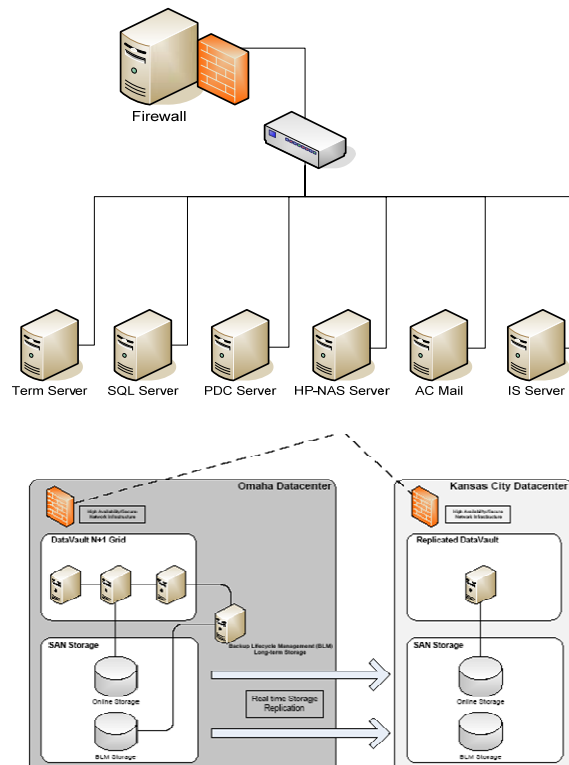 Firewall
Term Server
SQL Server
PDC Server
HP-NAS Server
AC Mail
IS Server
Omaha Datacenter
High Availability/Secure
Network Infrastructure
DataVault N+1 Grid
Backup Lifecycle Management (BLM)
Long-term Storage
SAN Storage
Online Storage
BLM Storage
Real-time Storage
Replication
Kansas City Datacenter
High Availability/Secure
Network Infrastructure
Replicated DataVault
SAN Storage
Online Storage
BLM Storage